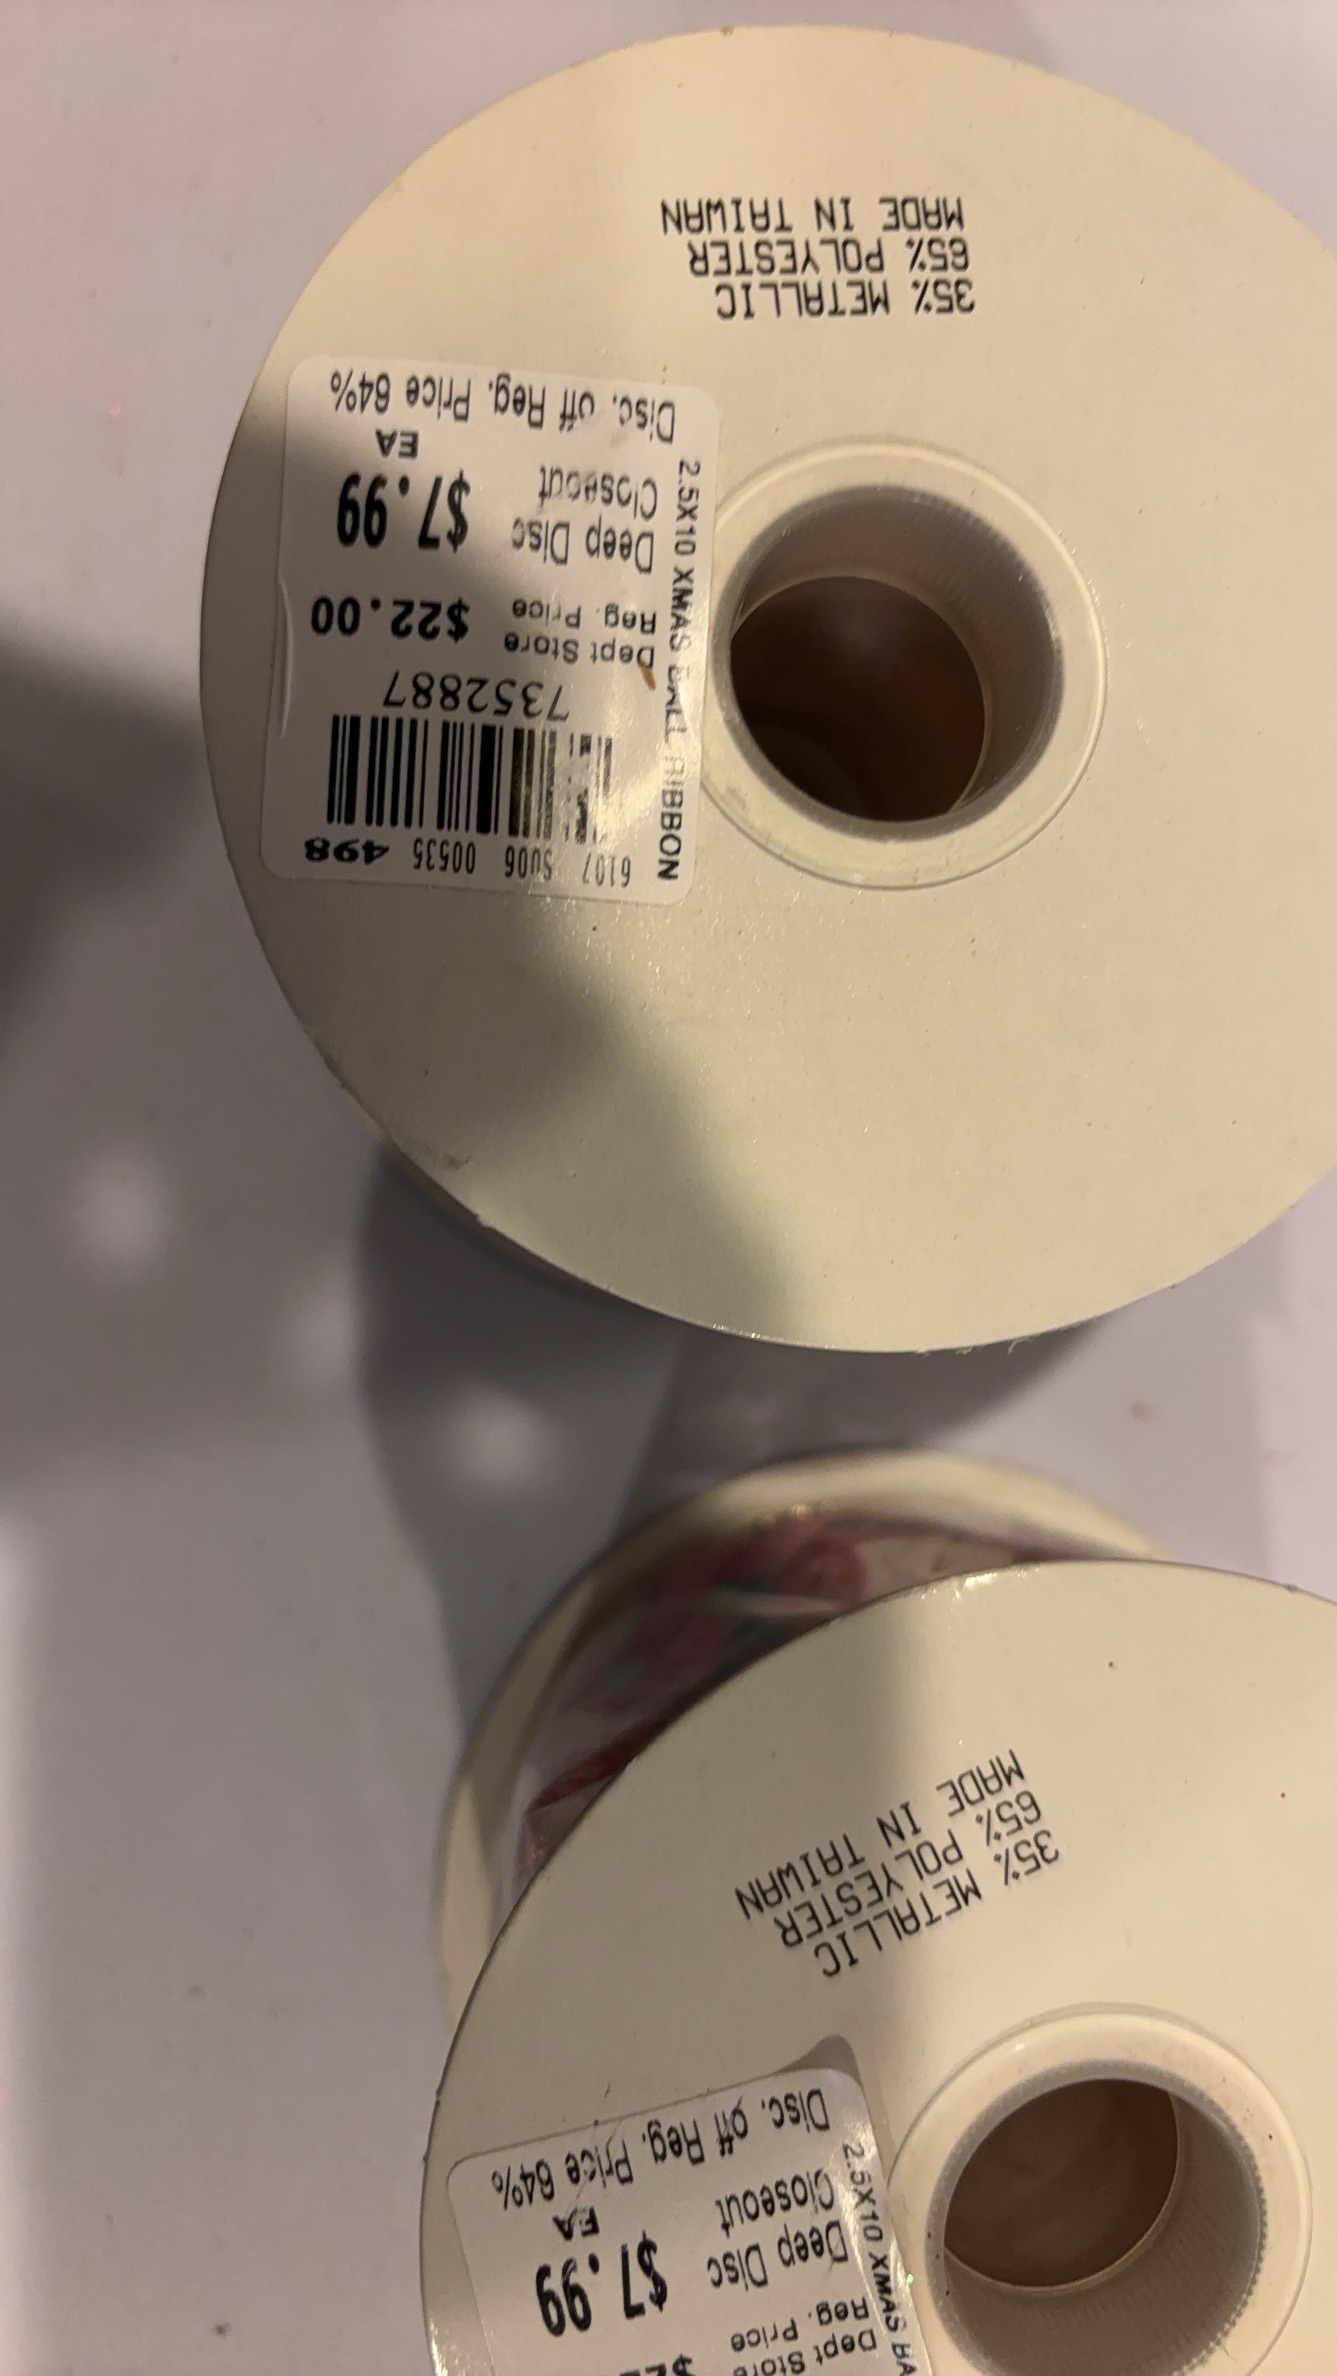 35% METALLIC
65% POLYESTER
MADE IN TAIWAN
2.5X10 XMAS BALL RIBBON
6107 5006 00535 498
7352887
Dept Store
Reg. Price $22.00
Deep Disc
Closeout $7.99
EA
Disc. off Reg. Price 64%
35% METALLIC
65% POLYESTER
MADE IN TAIWAN
2.5X10 XMAS BA
Dept Store
Reg. Price
Deep Disc
Closeout $7.99
EA
Disc. off Reg. Price 64%